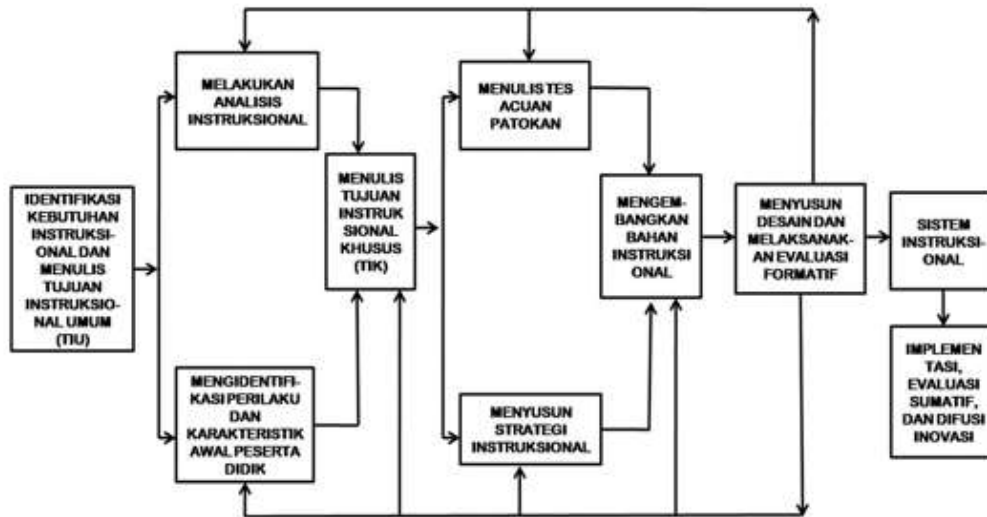 IDENTIFIKASI
KEBUTUHAN
INSTRUKSI-
ONAL DAN
MENULIS
TUJUAN
INSTRUKSIO-
NAL UMUM
(TIU)
MELAKUKAN
ANALISIS
INSTRUKSIONAL
MENGIDENTIFI-
KASI PERILAKU
DAN
KARAKTERISTIK
AWAL PESERTA
DIDIK
MENULIS
TUJUAN
INSTRUK
SIONAL
KHUSUS
(TIK)
MENULIS TES
ACUAN
PATOKAN
MENYUSUN
STRATEGI
INSTRUKSIONAL
MENGEM-
BANGKAN
BAHAN
INSTRUKSI
ONAL
MENYUSUN
DESAIN DAN
MELAKSANAK-
AN EVALUASI
FORMATIF
SISTEM
INSTRUKSI-
ONAL
IMPLEMEN
TASI,
EVALUASI
SUMATIF,
DAN DIFUSI
INOVASI